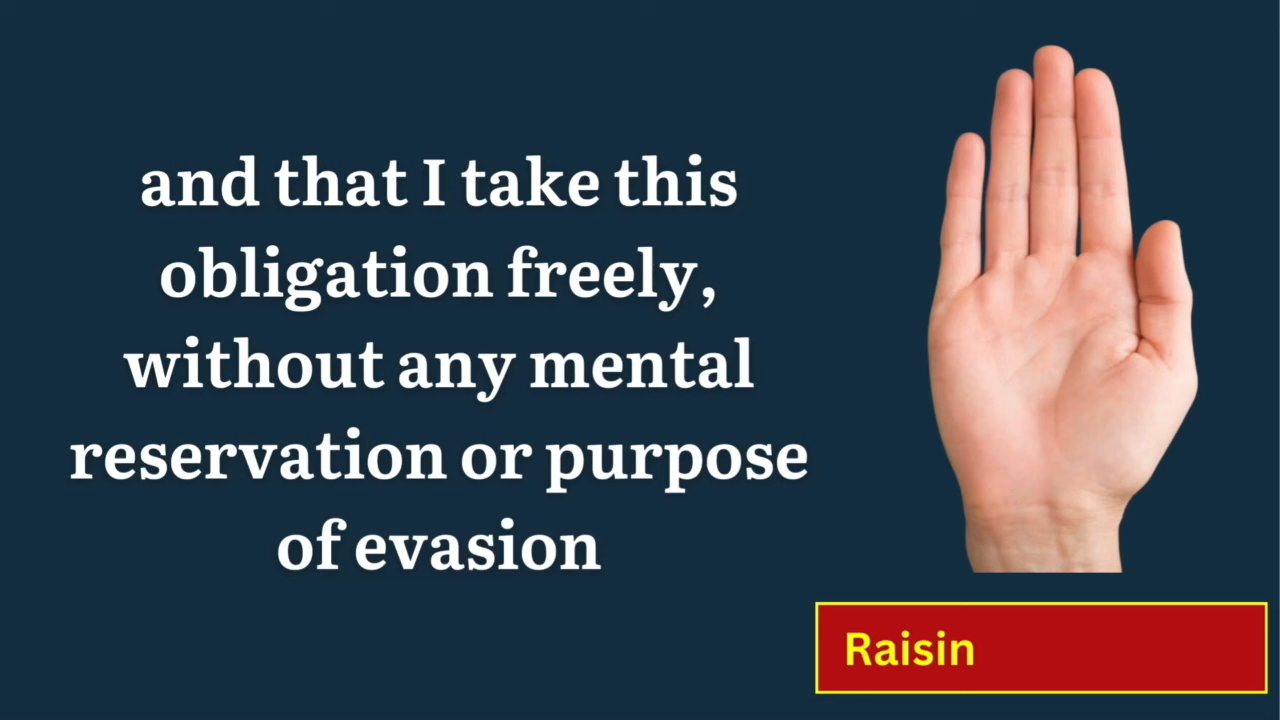 and that I take this
obligation freely,
without any mental
reservation or purpose
of evasion
Raisin